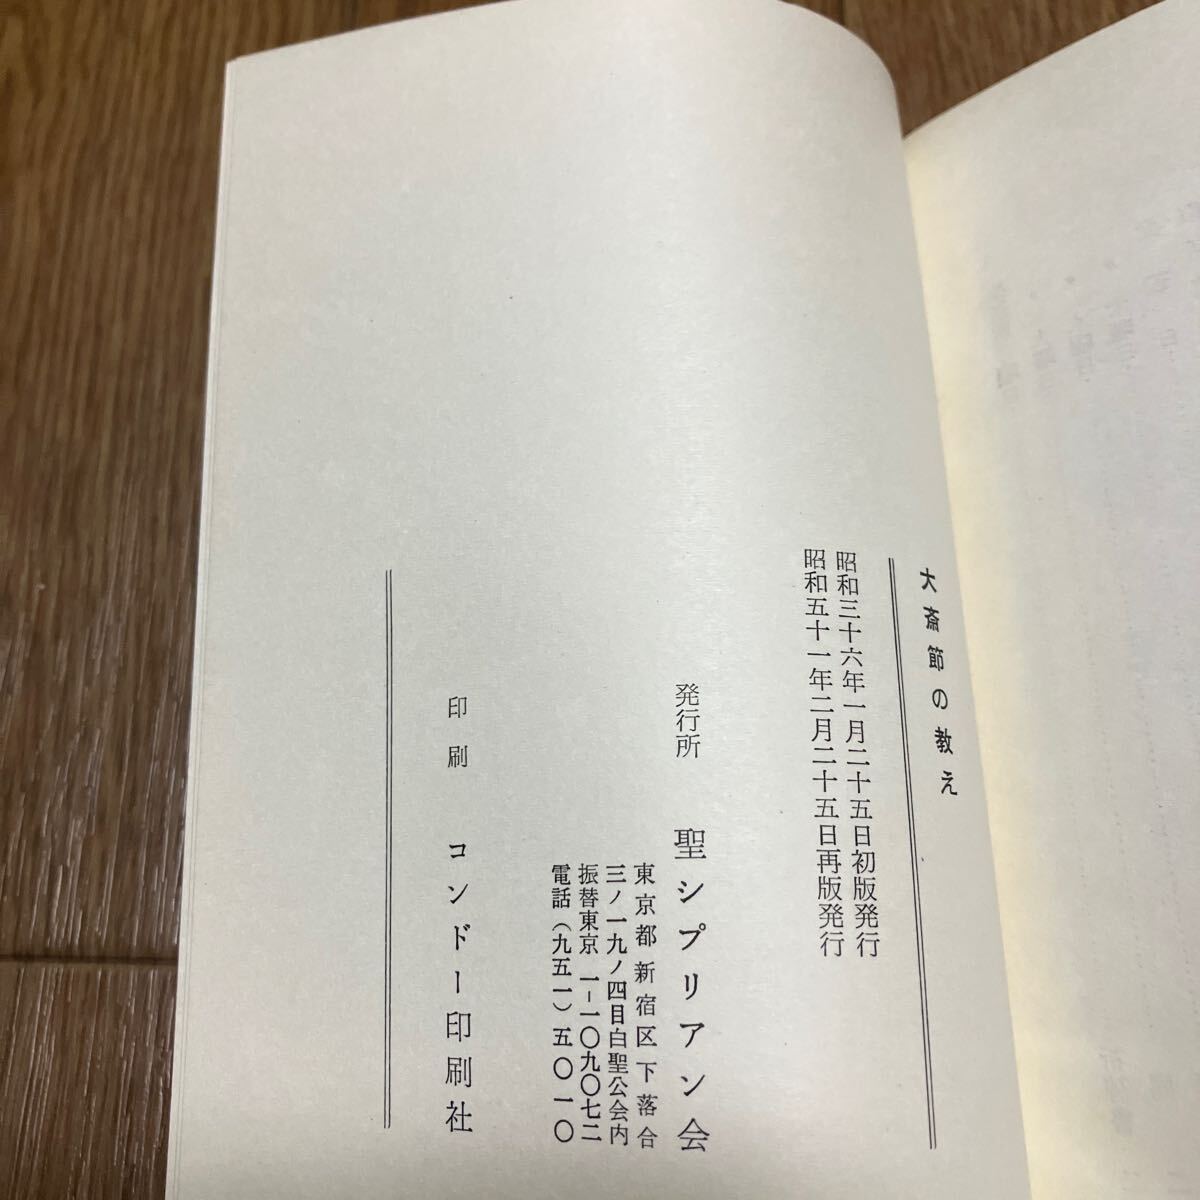 大斎節の教え
昭和三十六年一月二十五日初版発行
昭和五十一年二月二十五日再版発行
発行所 聖シプリアン会
東京都新宿区下落合
三ノ一九ノ四目白聖公会内
振替東京 一-一〇九〇七二
電話(九五一)五〇一〇
印刷 コンドー印刷社